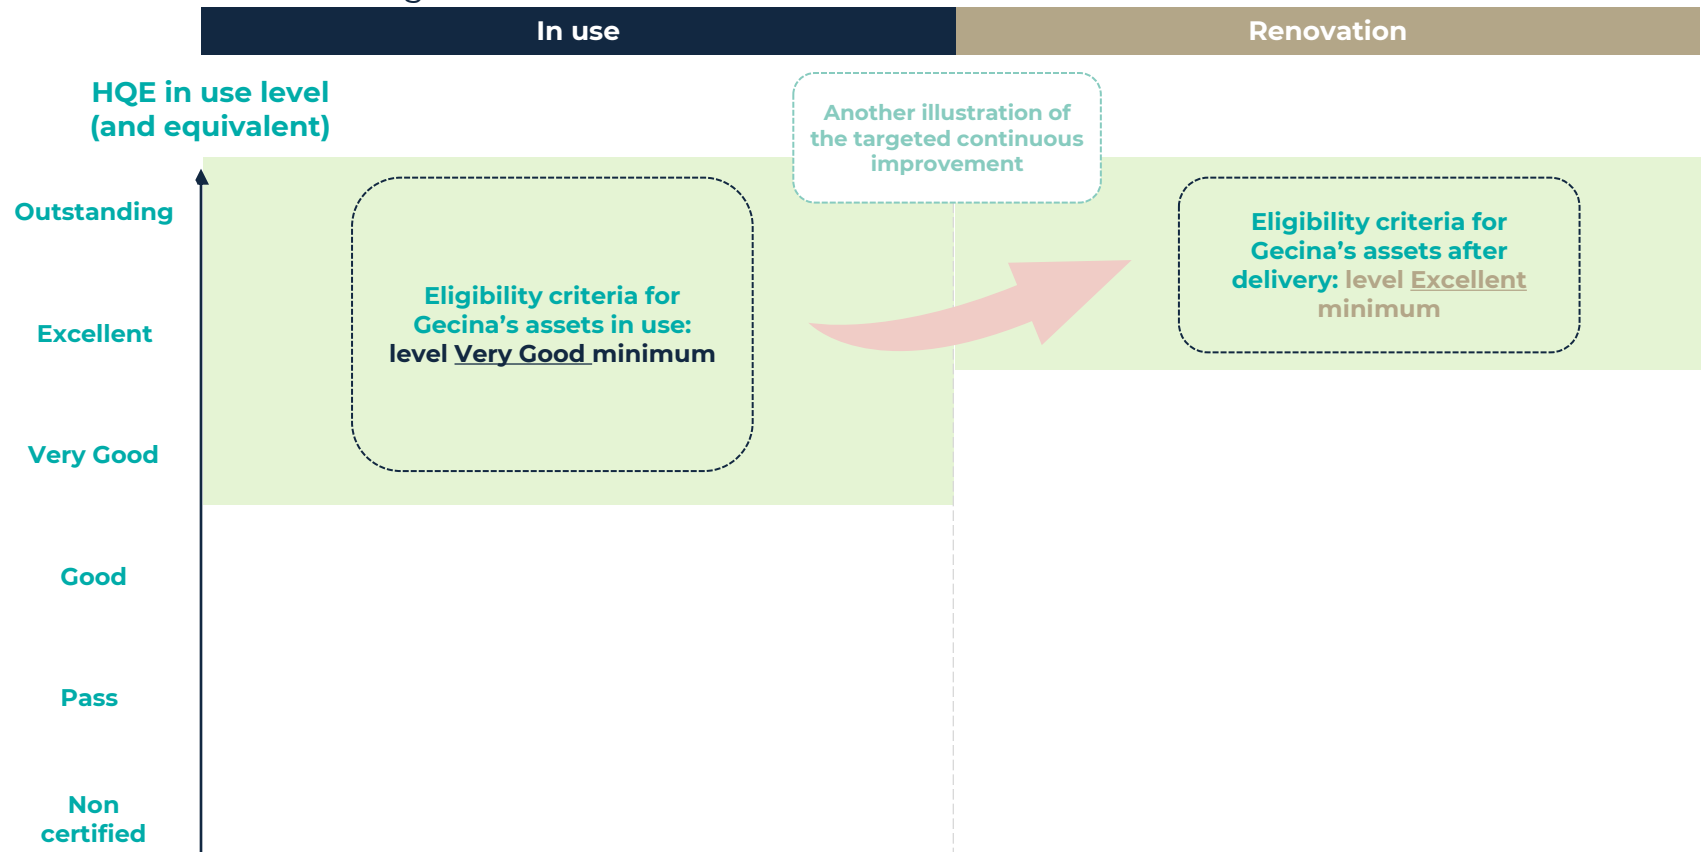 In use
Renovation
HQE in use level
(and equivalent)
Another illustration of
the targeted continuous
improvement
Outstanding
Excellent
Very Good
Good
Pass
Non
certified
Eligibility criteria for
Gecina’s assets in use:
level Very Good minimum
Eligibility criteria for
Gecina’s assets after
delivery: level Excellent
minimum